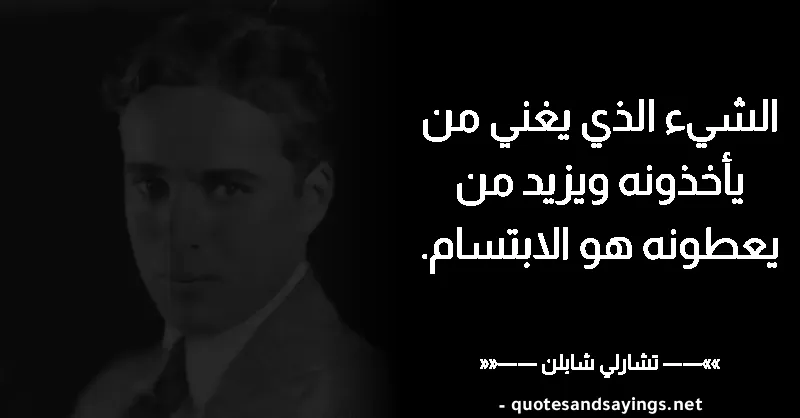 الشيء الذي يغني من
يأخذونه ويزيد من
يعطونه هو الابتسام.
»»—— تشارلي شابلن ——««
- quotesandsayings.net